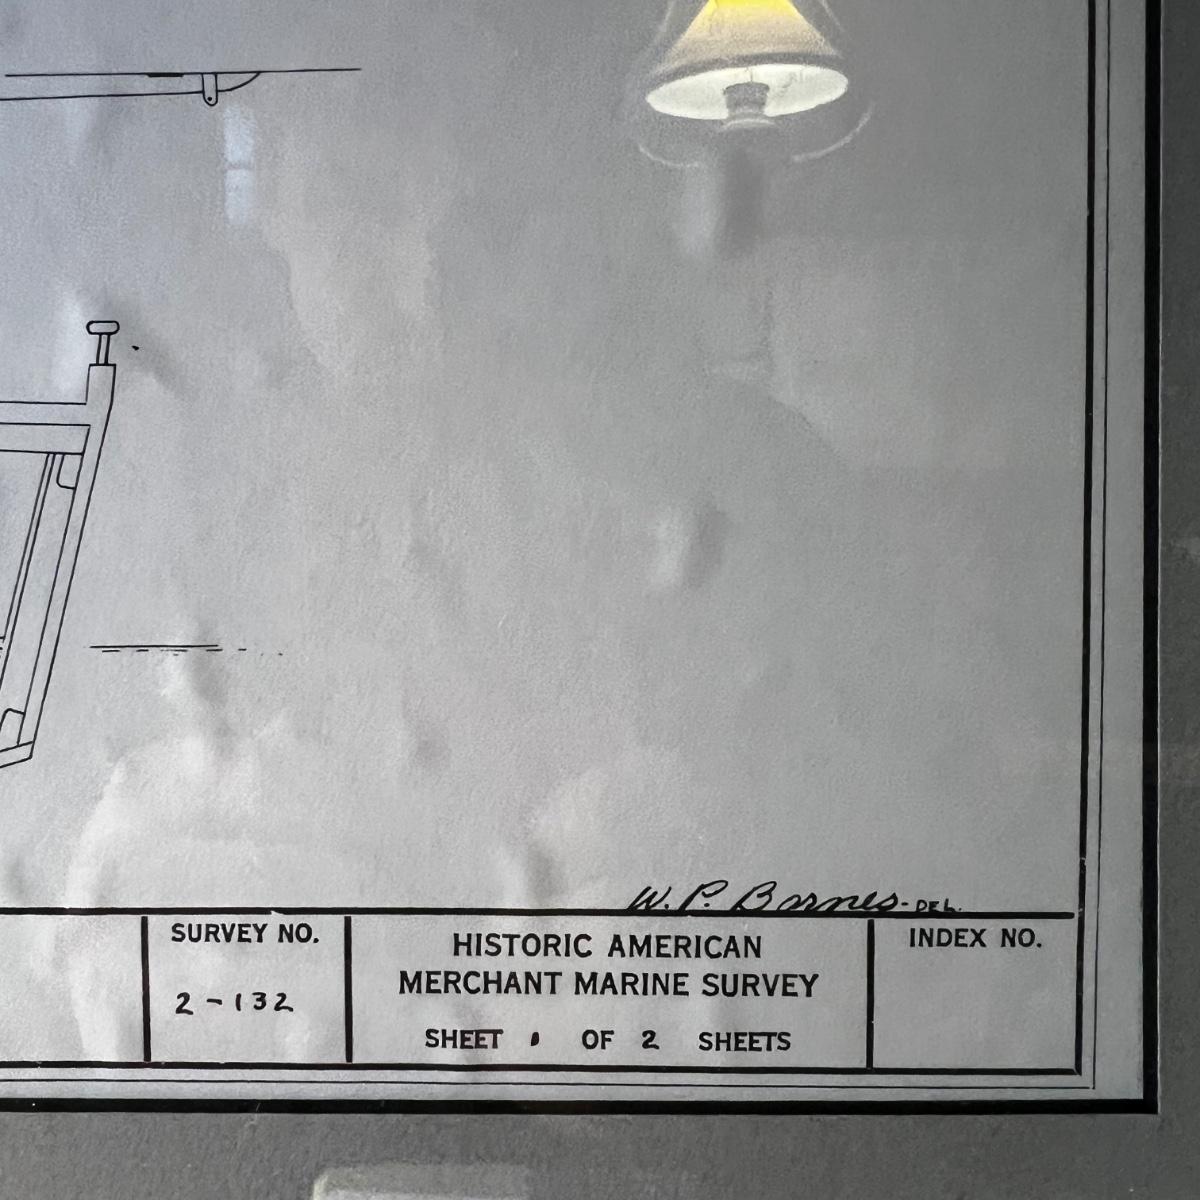 W. P. Barnes - DEL.
SURVEY NO.
2-132
HISTORIC AMERICAN
MERCHANT MARINE SURVEY
SHEET 1 OF 2 SHEETS
INDEX NO.